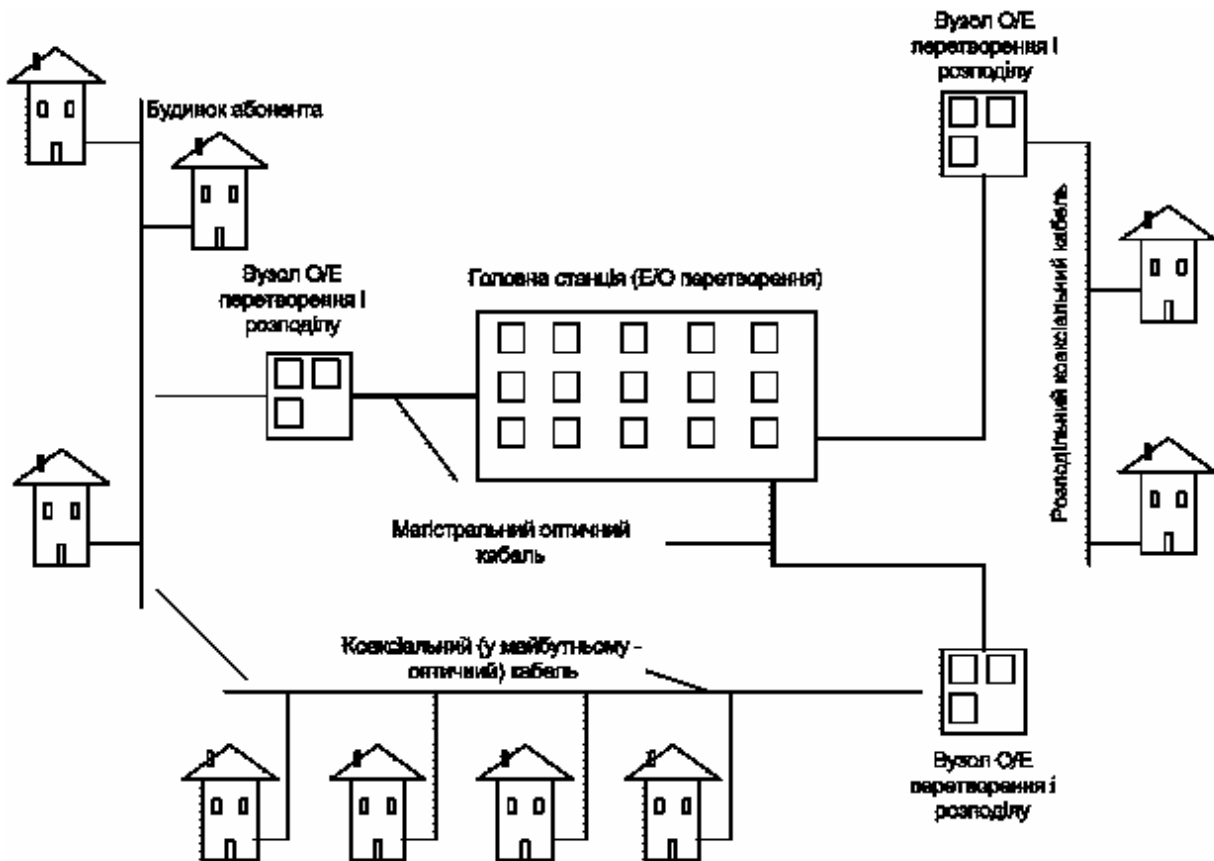 Вузол О/Е
перетворення і
розподілу
Будинок абонента
Вузол О/Е
перетворення і
розподілу
Головна станція (Е/О перетворення)
Розподільний коаксіальний кабель
Магістральний оптичний
кабель
Коаксіальний (у майбутньому -
оптичний) кабель
Вузол О/Е
перетворення і
розподілу